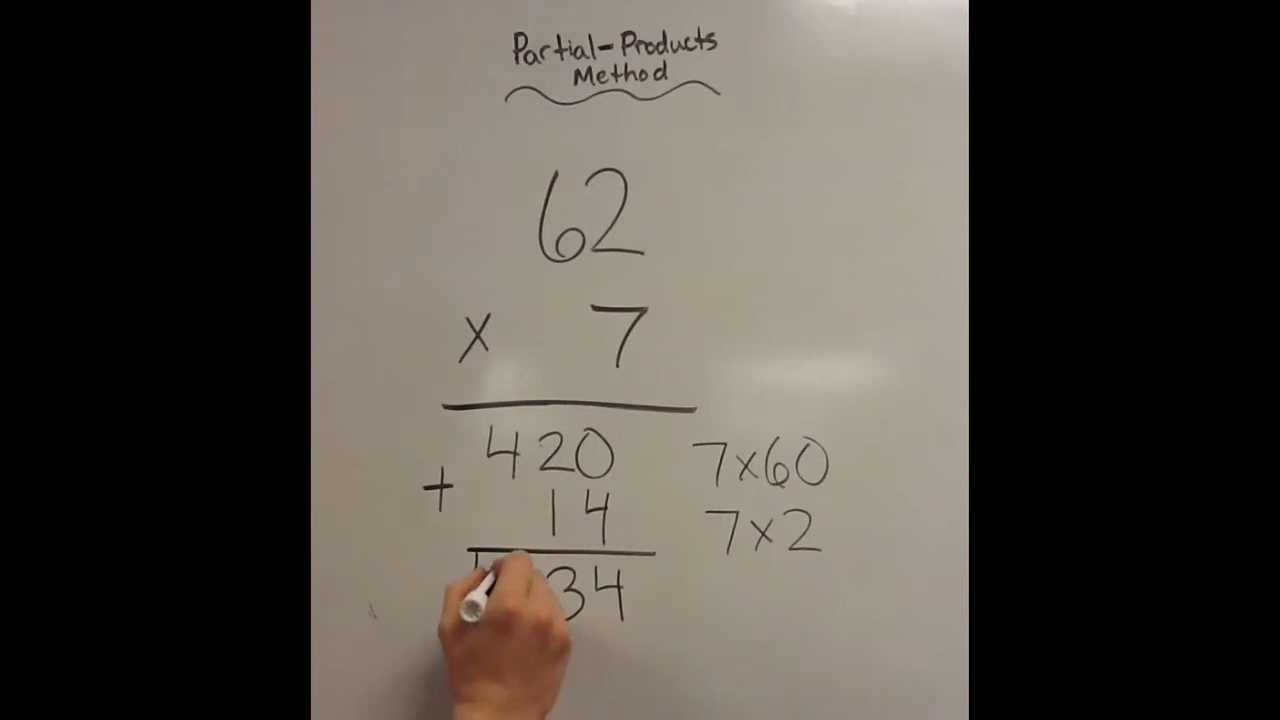 Partial-Products
Method
62
x 7
420 7x60
+ 14 7x2
34